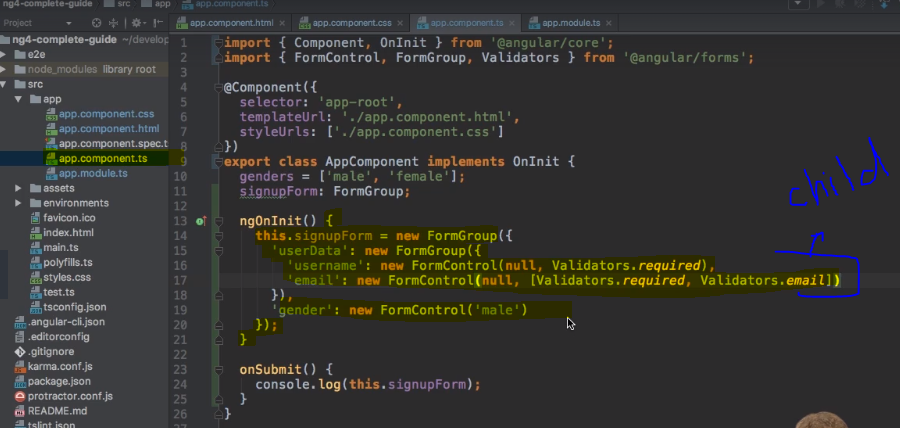 ng4-complete-guide src app app.component.ts
app.component.html × app.component.css × app.component.ts × app.module.ts ×
Project
ng4-complete-guide ~/develop
e2e
node_modules library root
src
app
app.component.css
app.component.html
app.component.spec.t
app.component.ts
app.module.ts
assets
environments
favicon.ico
index.html
main.ts
polyfills.ts
styles.css
test.ts
tsconfig.json
.angular-cli.json
.editorconfig
.gitignore
karma.conf.js
package.json
protractor.conf.js
README.md
tslint.json
1 import { Component, OnInit } from '@angular/core';
2 import { FormControl, FormGroup, Validators } from '@angular/forms';
3
4 @Component({
5 selector: 'app-root',
6 templateUrl: './app.component.html',
7 styleUrls: ['./app.component.css']
8 })
9 export class AppComponent implements OnInit {
10 genders = ['male', 'female'];
11 signupForm: FormGroup;
12
13 ngOnInit() {
14 this.signupForm = new FormGroup({
15 'userData': new FormGroup({
16 'username': new FormControl(null, Validators.required),
17 'email': new FormControl(null, [Validators.required, Validators.email])
18 }),
19 'gender': new FormControl('male')
20 });
21 }
22
23 onSubmit() {
24 console.log(this.signupForm);
25 }
26 }
27
child